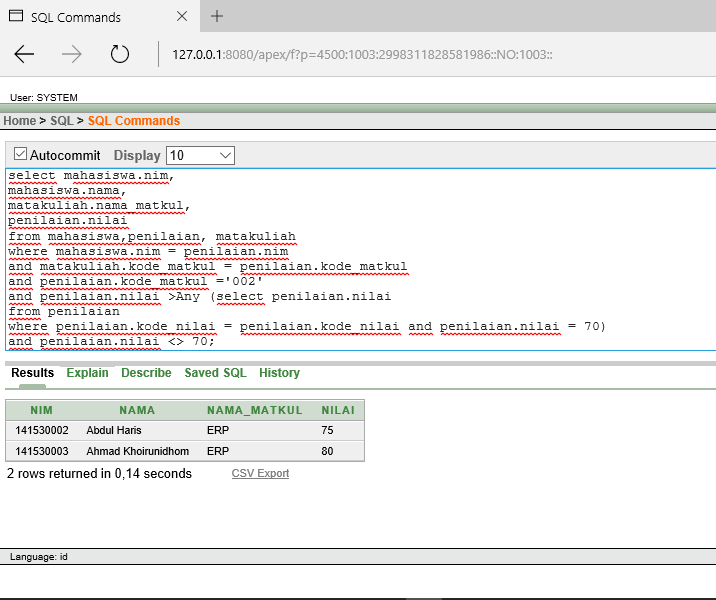 SQL Commands
127.0.0.1:8080/apex/f?p=4500:1003:2998311828581986::NO:1003::
User: SYSTEM
Home > SQL > SQL Commands
Autocommit Display 10
select mahasiswa.nim,
mahasiswa.nama,
matakuliah.nama_matkul,
penilaian.nilai
from mahasiswa,penilaian, matakuliah
where mahasiswa.nim = penilaian.nim
and matakuliah.kode_matkul = penilaian.kode_matkul
and penilaian.kode_matkul ='002'
and penilaian.nilai >Any (select penilaian.nilai
from penilaian
where penilaian.kode_nilai = penilaian.kode_nilai and penilaian.nilai = 70)
and penilaian.nilai <> 70;
Results Explain Describe Saved SQL History
NIM NAMA NAMA_MATKUL NILAI
141530002 Abdul Haris ERP 75
141530003 Ahmad Khoirunidhom ERP 80
2 rows returned in 0,14 seconds CSV Export
Language: id